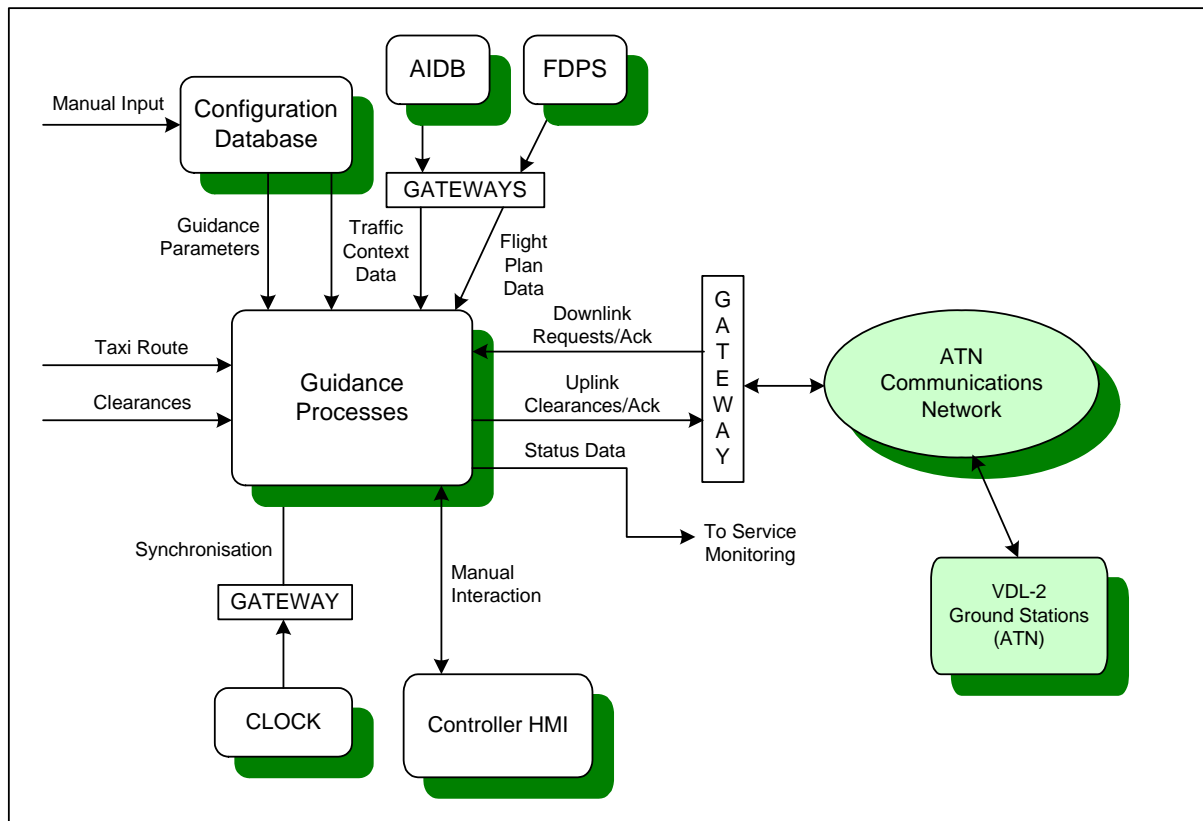 AIDB
FDPS
Manual Input
Configuration
Database
GATEWAYS
Guidance
Parameters
Traffic
Context
Data
Flight
Plan
Data
Downlink
Requests/Ack
Taxi Route
Clearances
Guidance
Processes
Uplink
Clearances/Ack
Status Data
G
A
T
E
W
A
Y
ATN
Communications
Network
To Service
Monitoring
Synchronisation
GATEWAY
Manual
Interaction
VDL-2
Ground Stations
(ATN)
CLOCK
Controller HMI